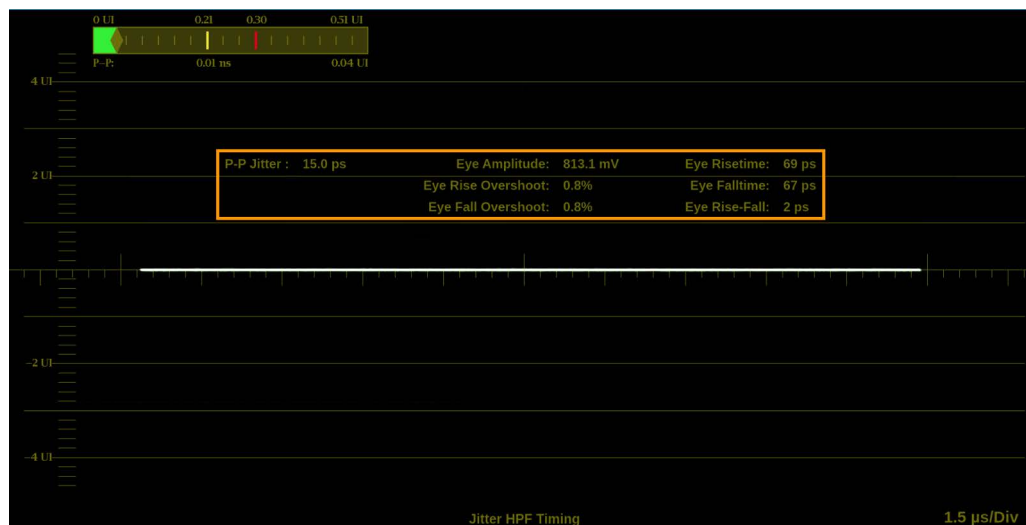 0 UI 0.21 0.30 0.51 UI
P-P: 0.01 ns 0.04 UI
4 UI
P-P Jitter : 15.0 ps Eye Amplitude: 813.1 mV Eye Risetime: 69 ps
2 UI
Eye Rise Overshoot: 0.8% Eye Falltime: 67 ps
Eye Fall Overshoot: 0.8% Eye Rise-Fall: 2 ps
-2 UI
-4 UI
Jitter HPF Timing 1.5 µs/Div